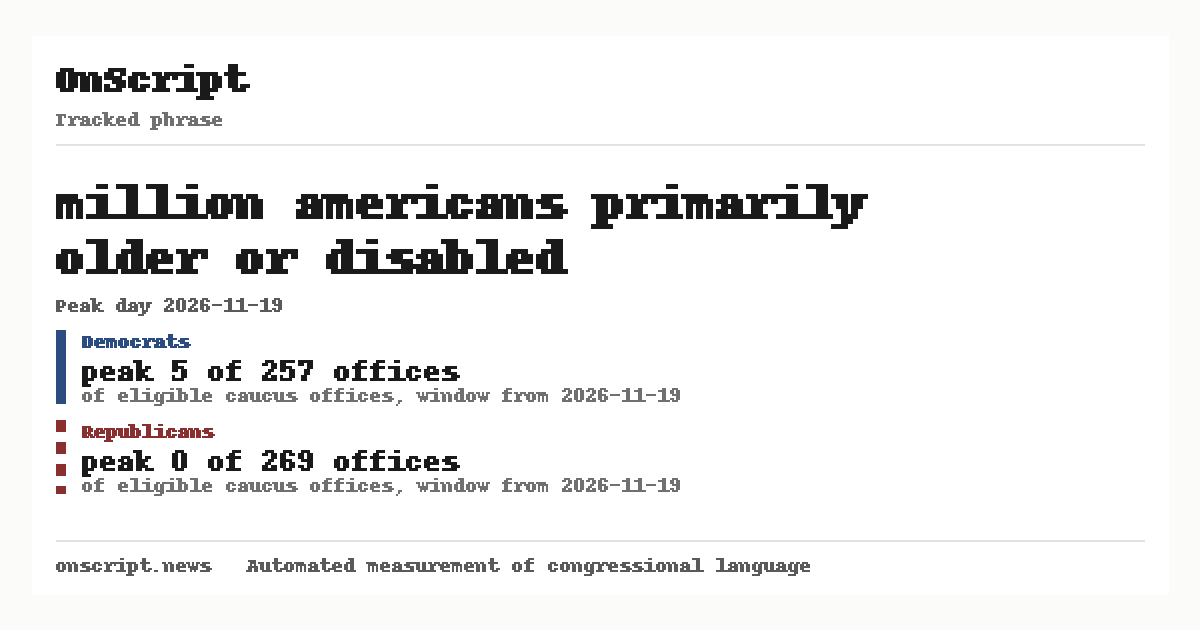 OnScript
Tracked phrase
million americans primarily
older or disabled
Peak day 2026-11-19
Democrats
peak 5 of 257 offices
of eligible caucus offices, window from 2026-11-19
Republicans
peak 0 of 269 offices
of eligible caucus offices, window from 2026-11-19
onscript.news Automated measurement of congressional language